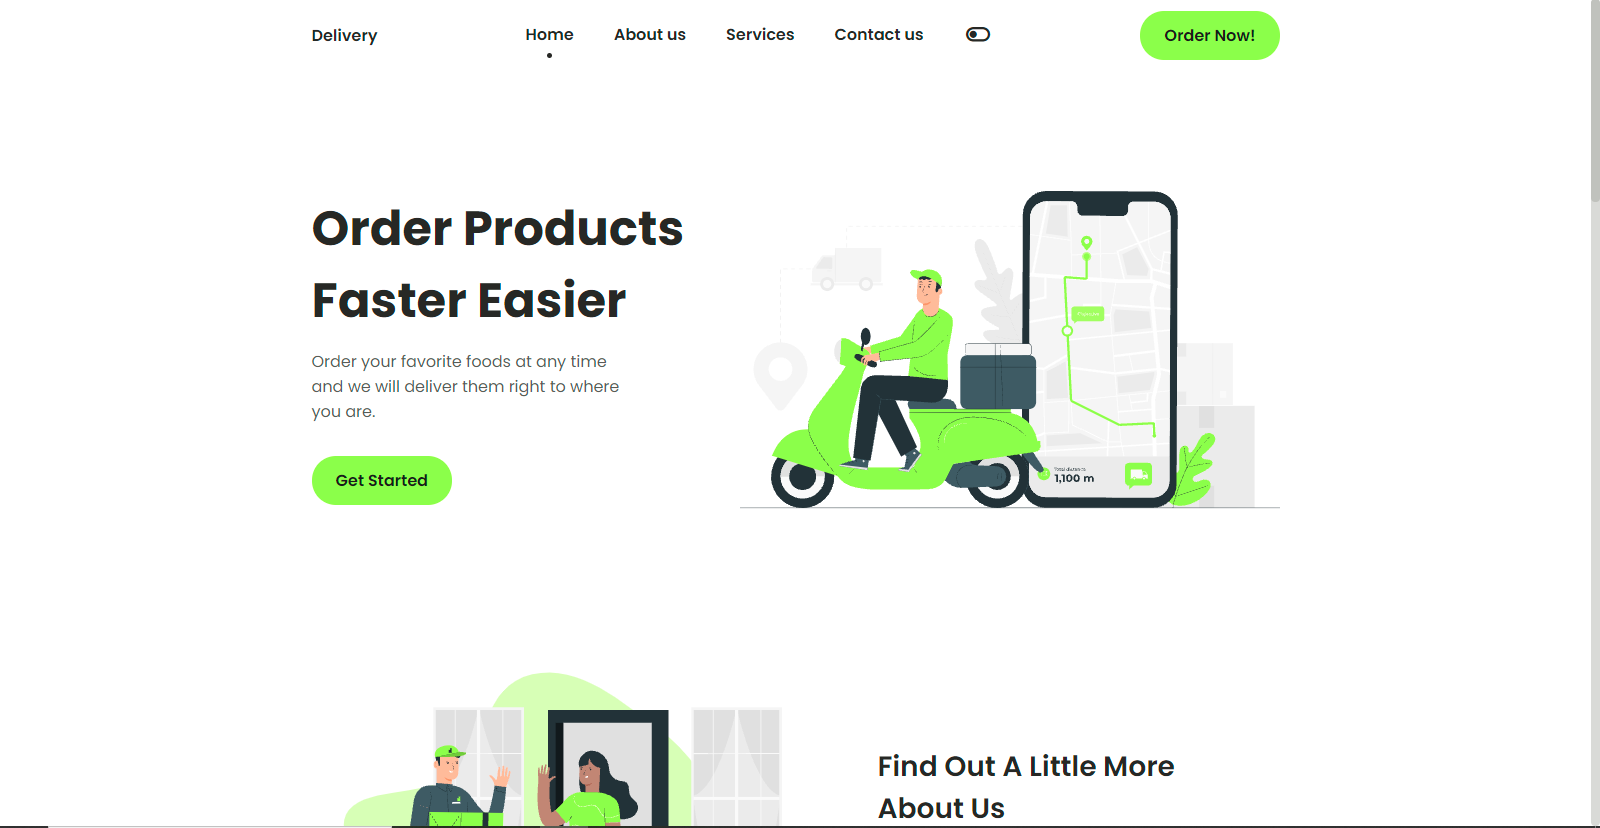 Delivery
Home
About us
Services
Contact us
Order Now!
Order Products
Faster Easier
Order your favorite foods at any time
and we will deliver them right to where
you are.
Get Started
Total distance
1,100 m
Find Out A Little More
About Us